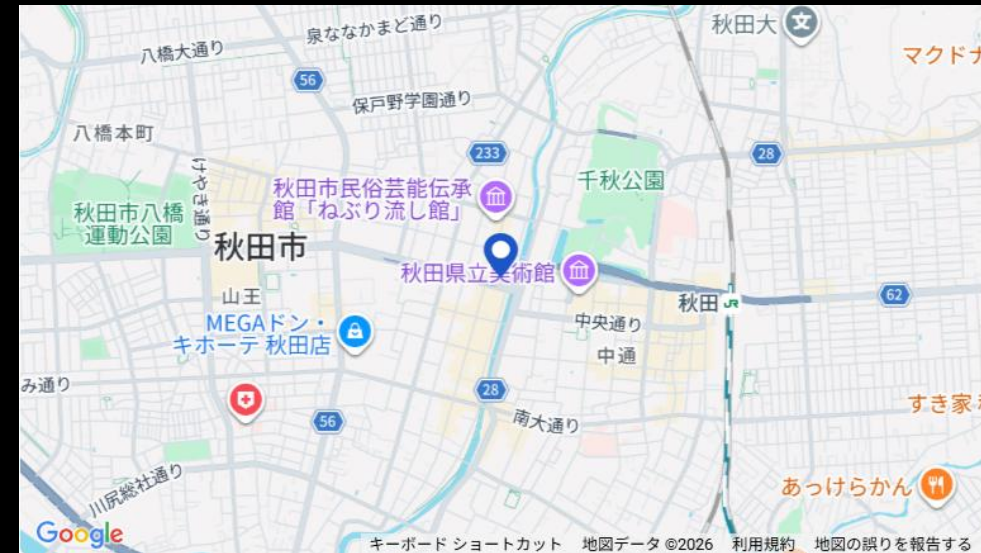 秋田大
泉ななかまど通り
八橋大通り
マクドナ
56
保戸野学園通り
八橋本町
233
28
けやき通り
千秋公園
秋田市民俗芸能伝承
館「ねぶり流し館」
秋田市八橋
運動公園
秋田市
秋田県立美術館
山王
62
秋田
JR
MEGAドン・
キホーテ 秋田店
中央通り
中通
み通り
28
すき家
56
南大通り
川尻総社通り
あっけらかん
Google
キーボード ショートカット 地図データ ©2026 利用規約 地図の誤りを報告する
文